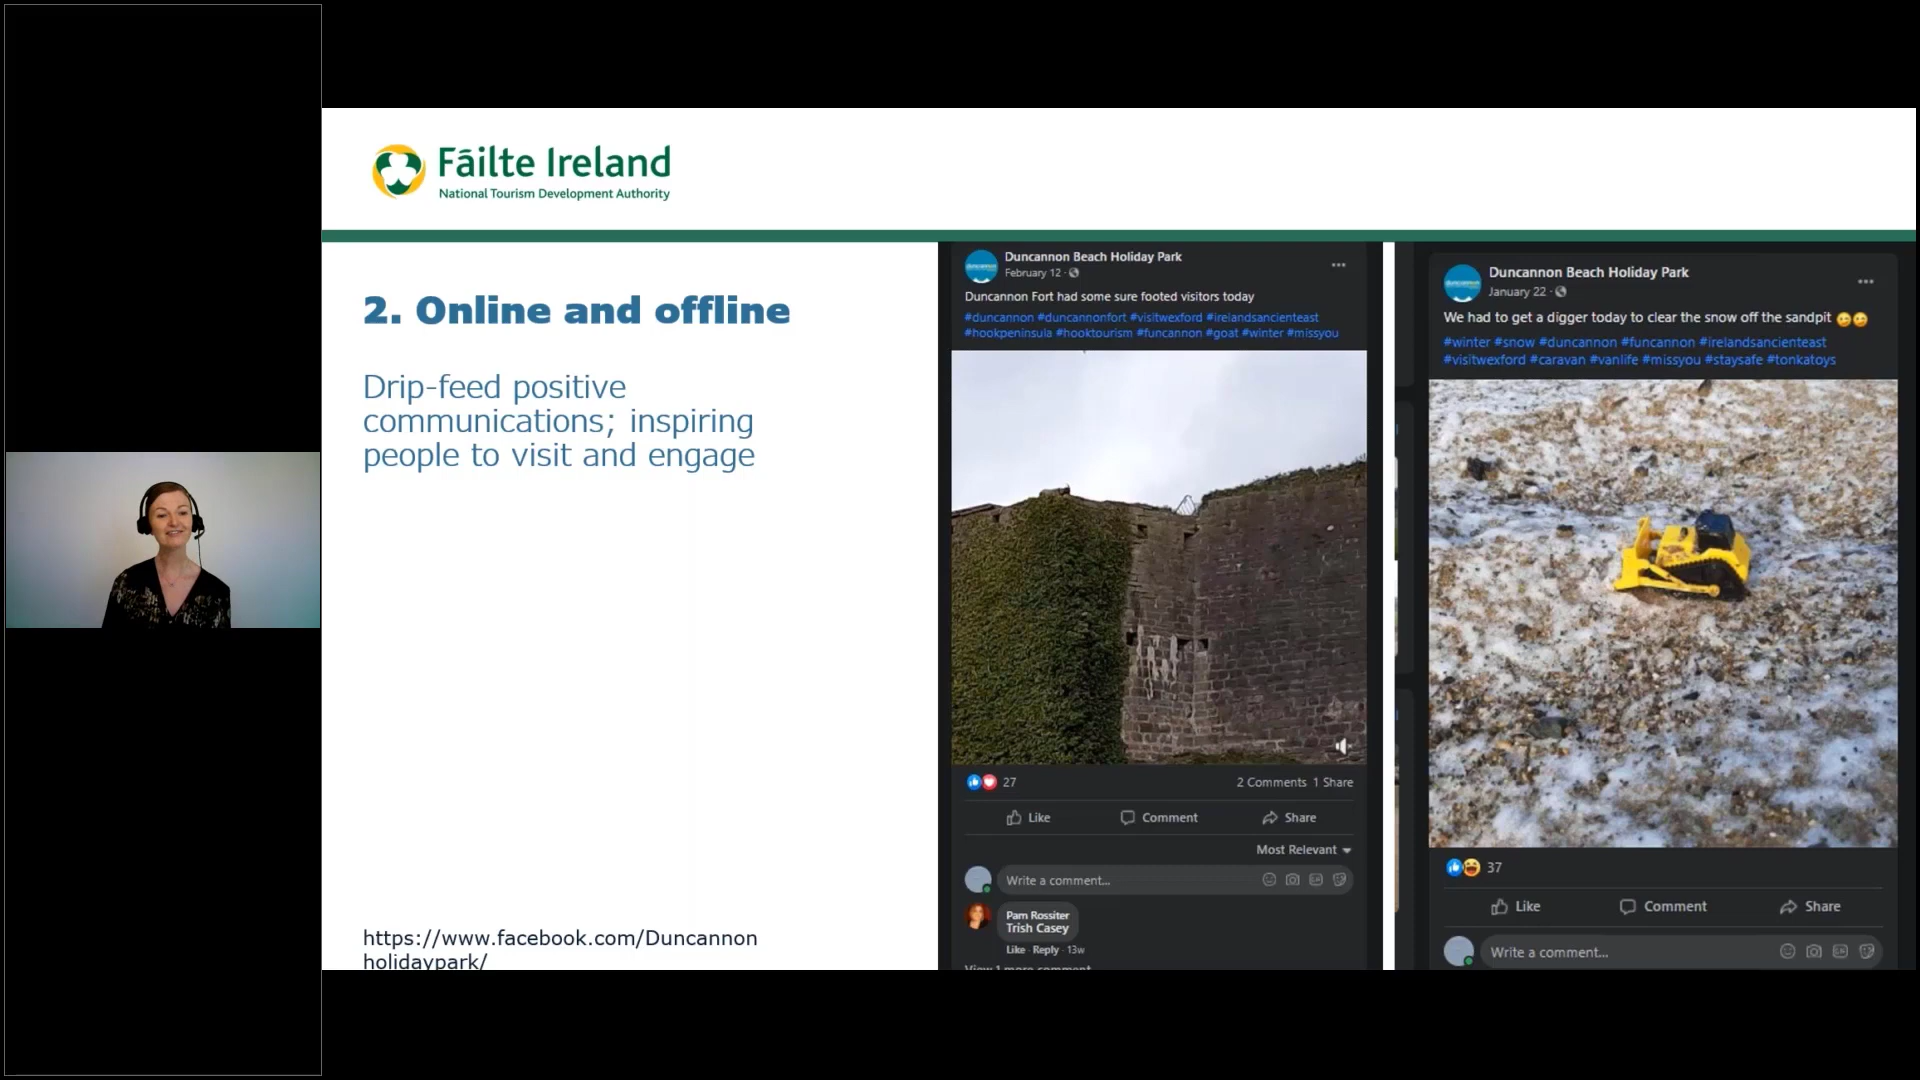 Fáilte Ireland
National Tourism Development Authority
2. Online and offline
Drip-feed positive
communications; inspiring
people to visit and engage
https://www.facebook.com/Duncannon
holidaypark/
Duncannon Beach Holiday Park
February 12 ·
Duncannon Fort had some sure footed visitors today
#duncannon #duncannonfort #visitwexford #irelandsancienteast
#hookpeninsula #hooktourism #funcannon #goat #winter #missyou
27
2 Comments 1 Share
Like Comment Share
Most Relevant
Write a comment...
Pam Rossiter
Trish Casey
Like · Reply · 13w
View 1 more comment
Duncannon Beach Holiday Park
January 22 ·
We had to get a digger today to clear the snow off the sandpit
#winter #snow #duncannon #funcannon #irelandsancienteast
#visitwexford #caravan #vanlife #missyou #staysafe #tonkatoys
37
Like Comment Share
Write a comment...